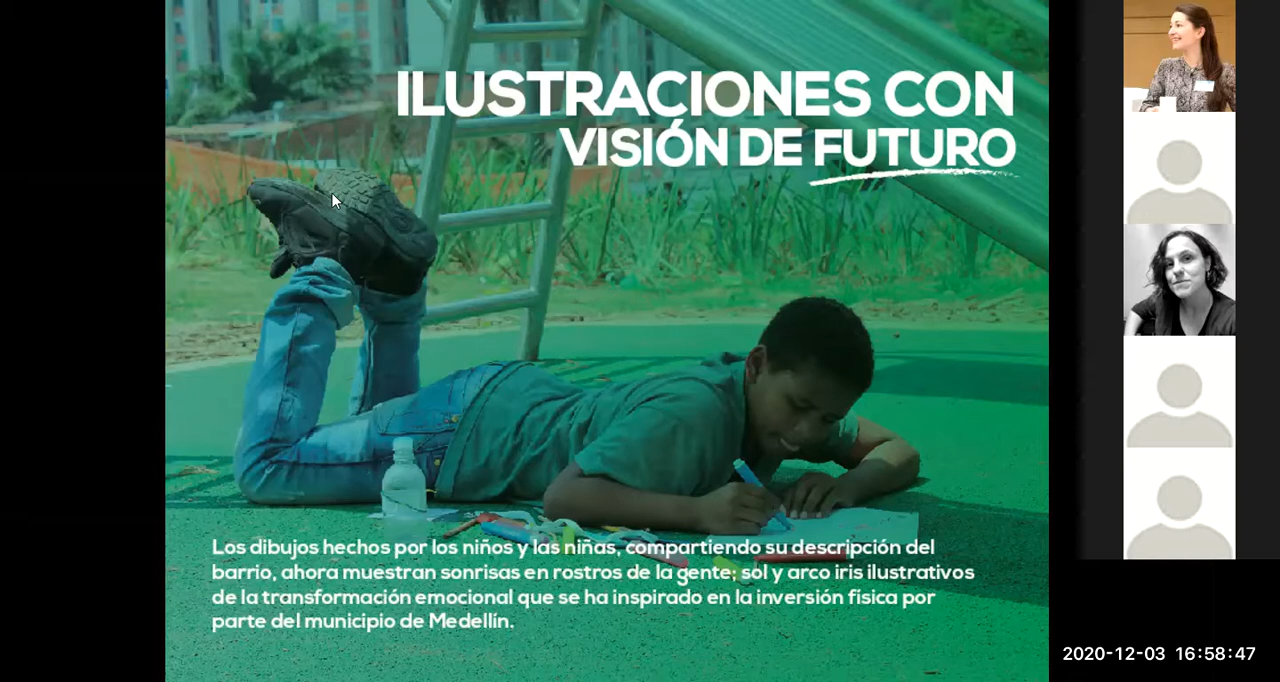 ILUSTRACIONES CON
VISIÓN DE FUTURO
Los dibujos hechos por los niños y las niñas, compartiendo su descripción del
barrio, ahora muestran sonrisas en rostros de la gente; sol y arco iris ilustrativos
de la transformación emocional que se ha inspirado en la inversión física por
parte del municipio de Medellín.
2020-12-03 16:58:47